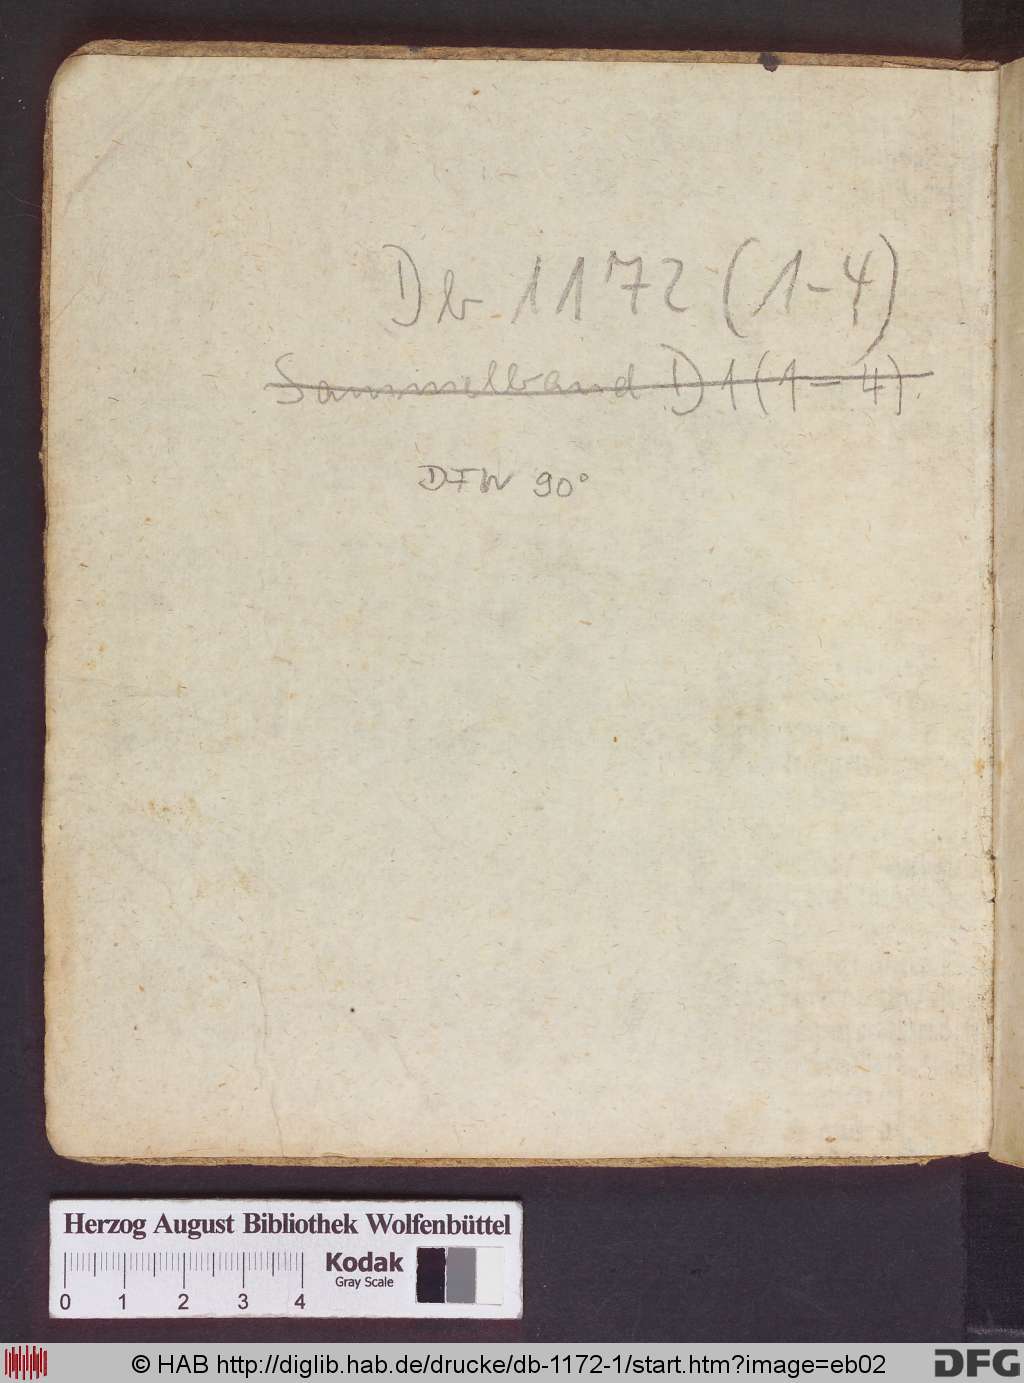 Db 1172 (1-4)
Sammelband D 1 (1-4)
DFW 90°
Herzog August Bibliothek Wolfenbüttel
Kodak
Gray Scale
0 1 2 3 4
© HAB http://diglib.hab.de/drucke/db-1172-1/start.htm?image=eb02
DFG